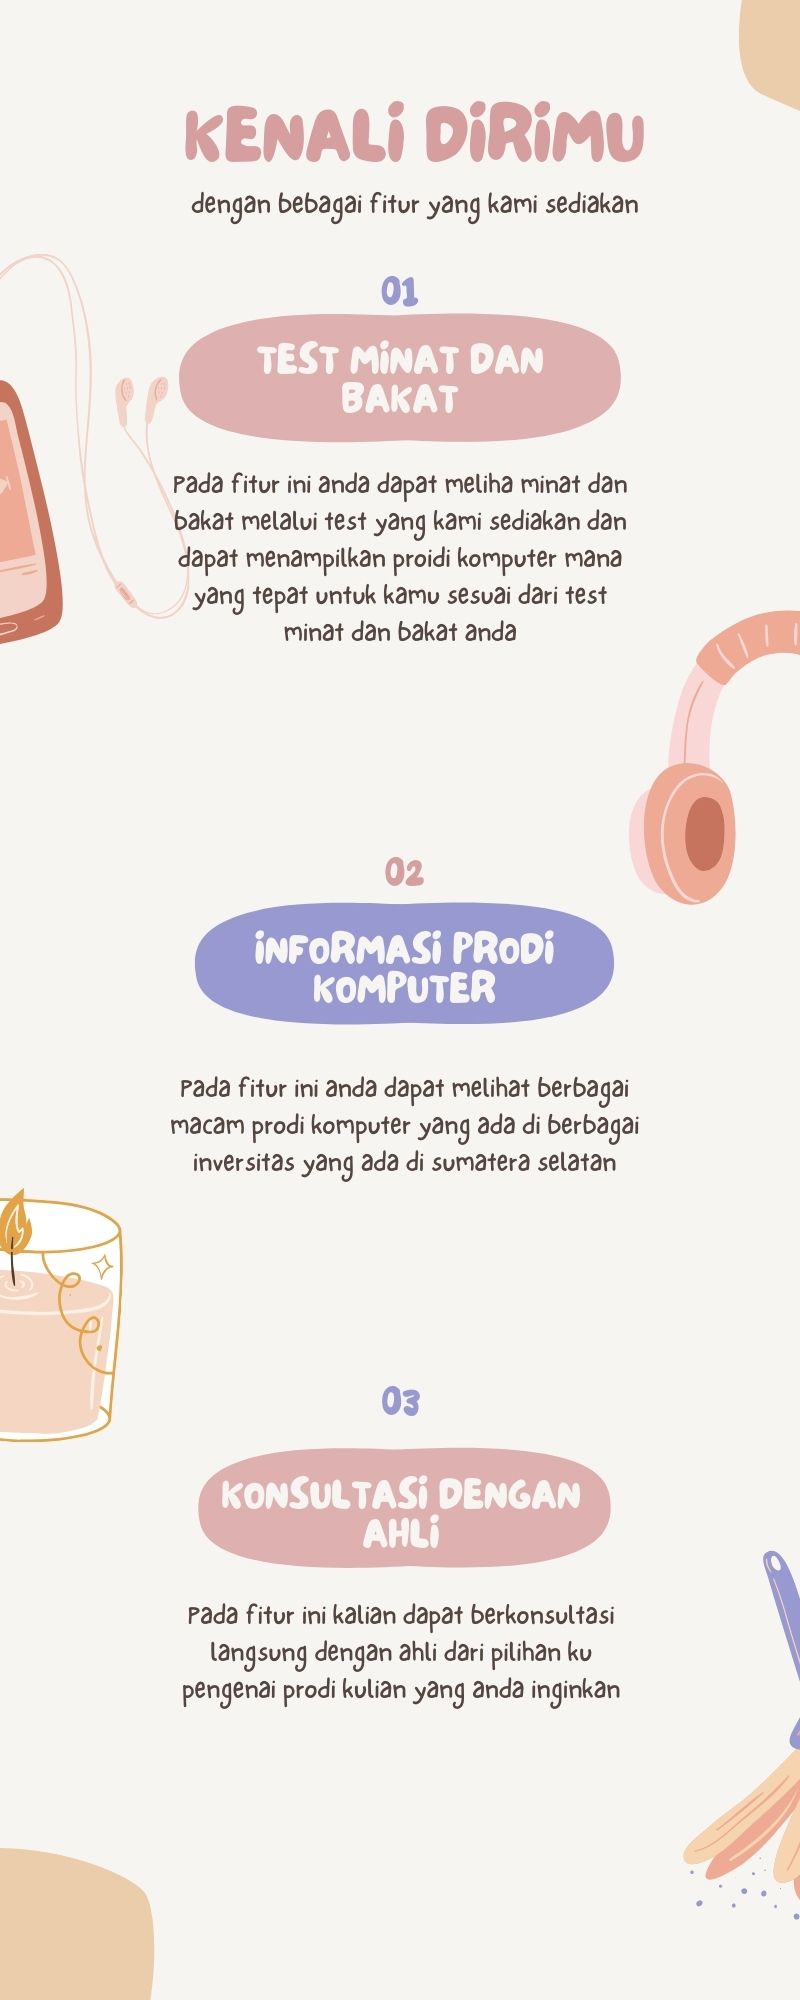 KENALI DIRIMU
dengan bebagai fitur yang kami sediakan
01
TEST MINAT DAN
BAKAT
Pada fitur ini anda dapat meliha minat dan
bakat melalui test yang kami sediakan dan
dapat menampilkan proidi komputer mana
yang tepat untuk kamu sesuai dari test
minat dan bakat anda
02
INFORMASI PRODI
KOMPUTER
Pada fitur ini anda dapat melihat berbagai
macam prodi komputer yang ada di berbagai
inversitas yang ada di sumatera selatan
03
KONSULTASI DENGAN
AHLI
Pada fitur ini kalian dapat berkonsultasi
langsung dengan ahli dari pilihan ku
pengenai prodi kulian yang anda inginkan